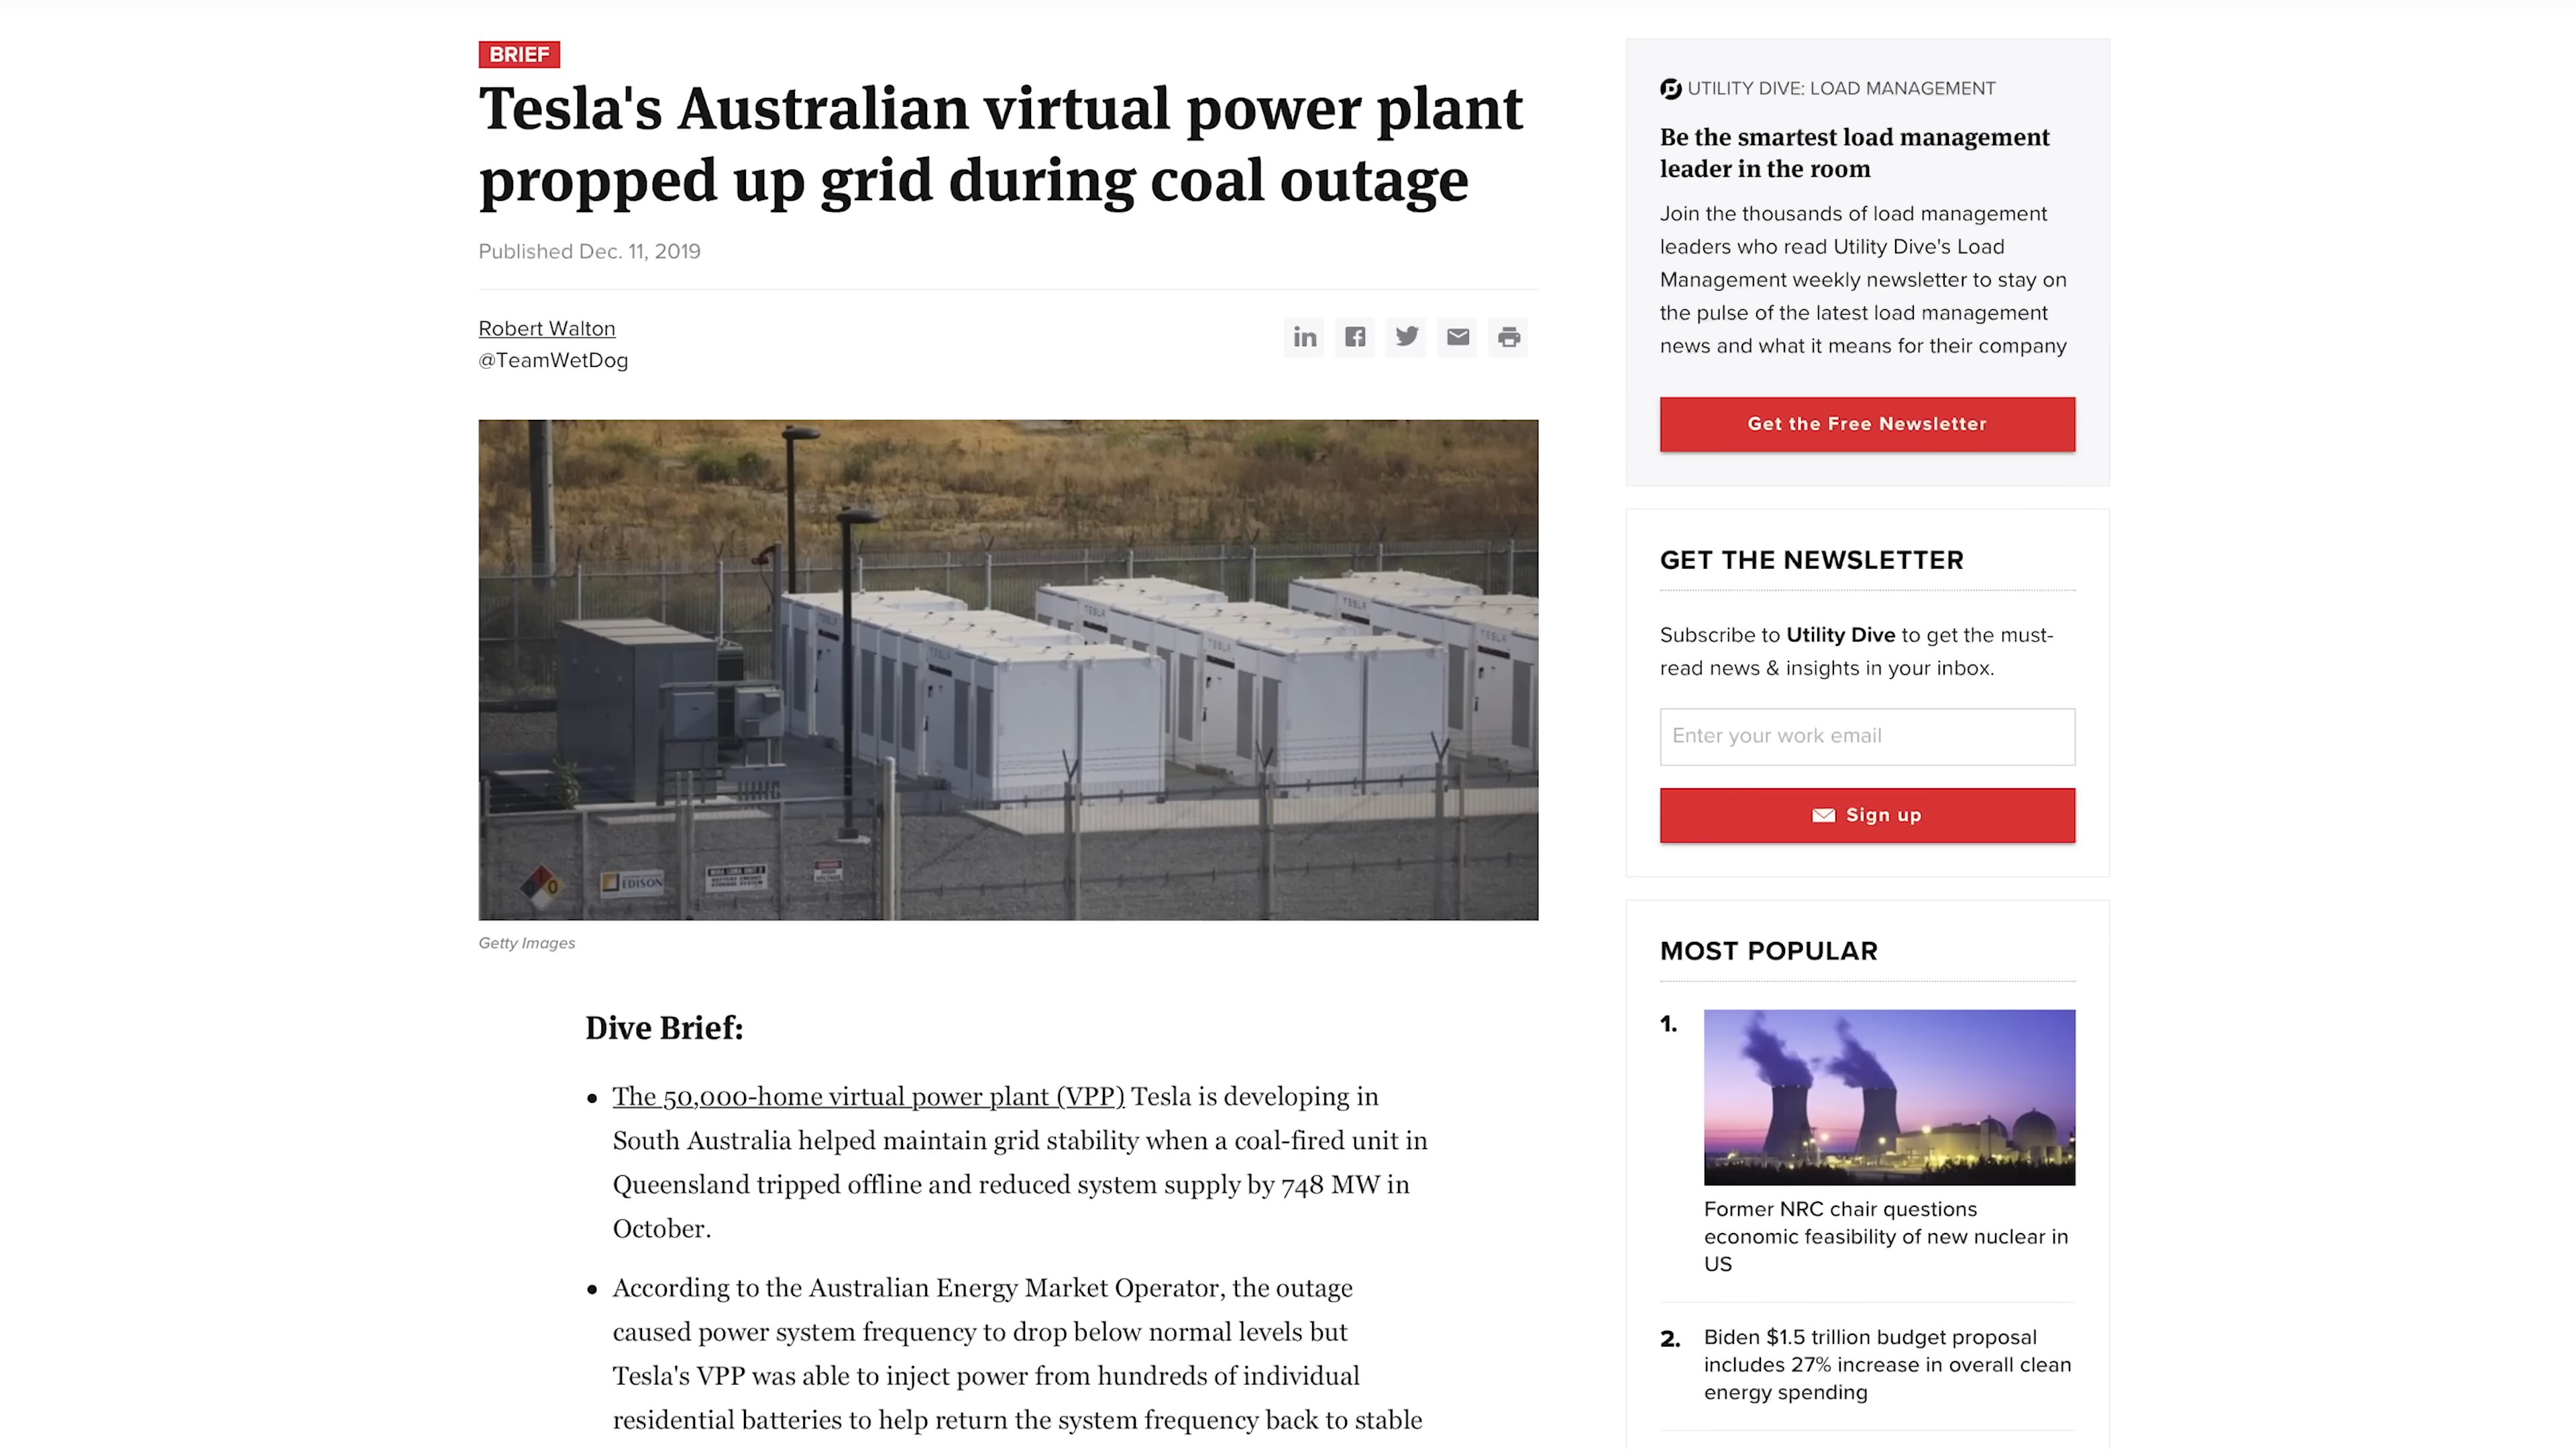 BRIEF
Tesla's Australian virtual power plant
propped up grid during coal outage
Published Dec. 11, 2019
Robert Walton
@TeamWetDog
in
TESLA
TESLA
TESLA
TESLA
TESLA
TESLA
EDISON
Getty Images
Dive Brief:
• The 50,000-home virtual power plant (VPP) Tesla is developing in
South Australia helped maintain grid stability when a coal-fired unit in
Queensland tripped offline and reduced system supply by 748 MW in
October.
• According to the Australian Energy Market Operator, the outage
caused power system frequency to drop below normal levels but
Tesla's VPP was able to inject power from hundreds of individual
residential batteries to help return the system frequency back to stable
UTILITY DIVE: LOAD MANAGEMENT
Be the smartest load management
leader in the room
Join the thousands of load management
leaders who read Utility Dive's Load
Management weekly newsletter to stay on
the pulse of the latest load management
news and what it means for their company
Get the Free Newsletter
GET THE NEWSLETTER
Subscribe to Utility Dive to get the must-
read news & insights in your inbox.
Enter your work email
Sign up
MOST POPULAR
1.
Former NRC chair questions
economic feasibility of new nuclear in
US
2. Biden $1.5 trillion budget proposal
includes 27% increase in overall clean
energy spending